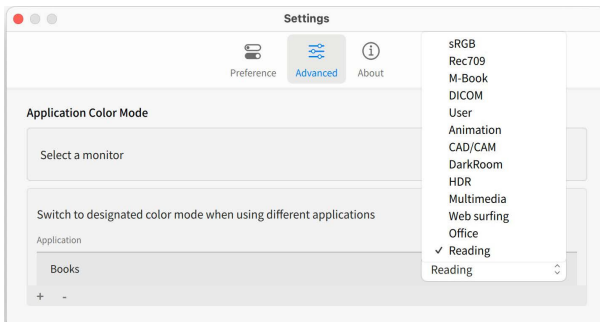 Settings
Preference
Advanced
About
Application Color Mode
Select a monitor
Switch to designated color mode when using different applications
Application
Books
+ -
sRGB
Rec709
M-Book
DICOM
User
Animation
CAD/CAM
DarkRoom
HDR
Multimedia
Web surfing
Office
✓ Reading
Reading